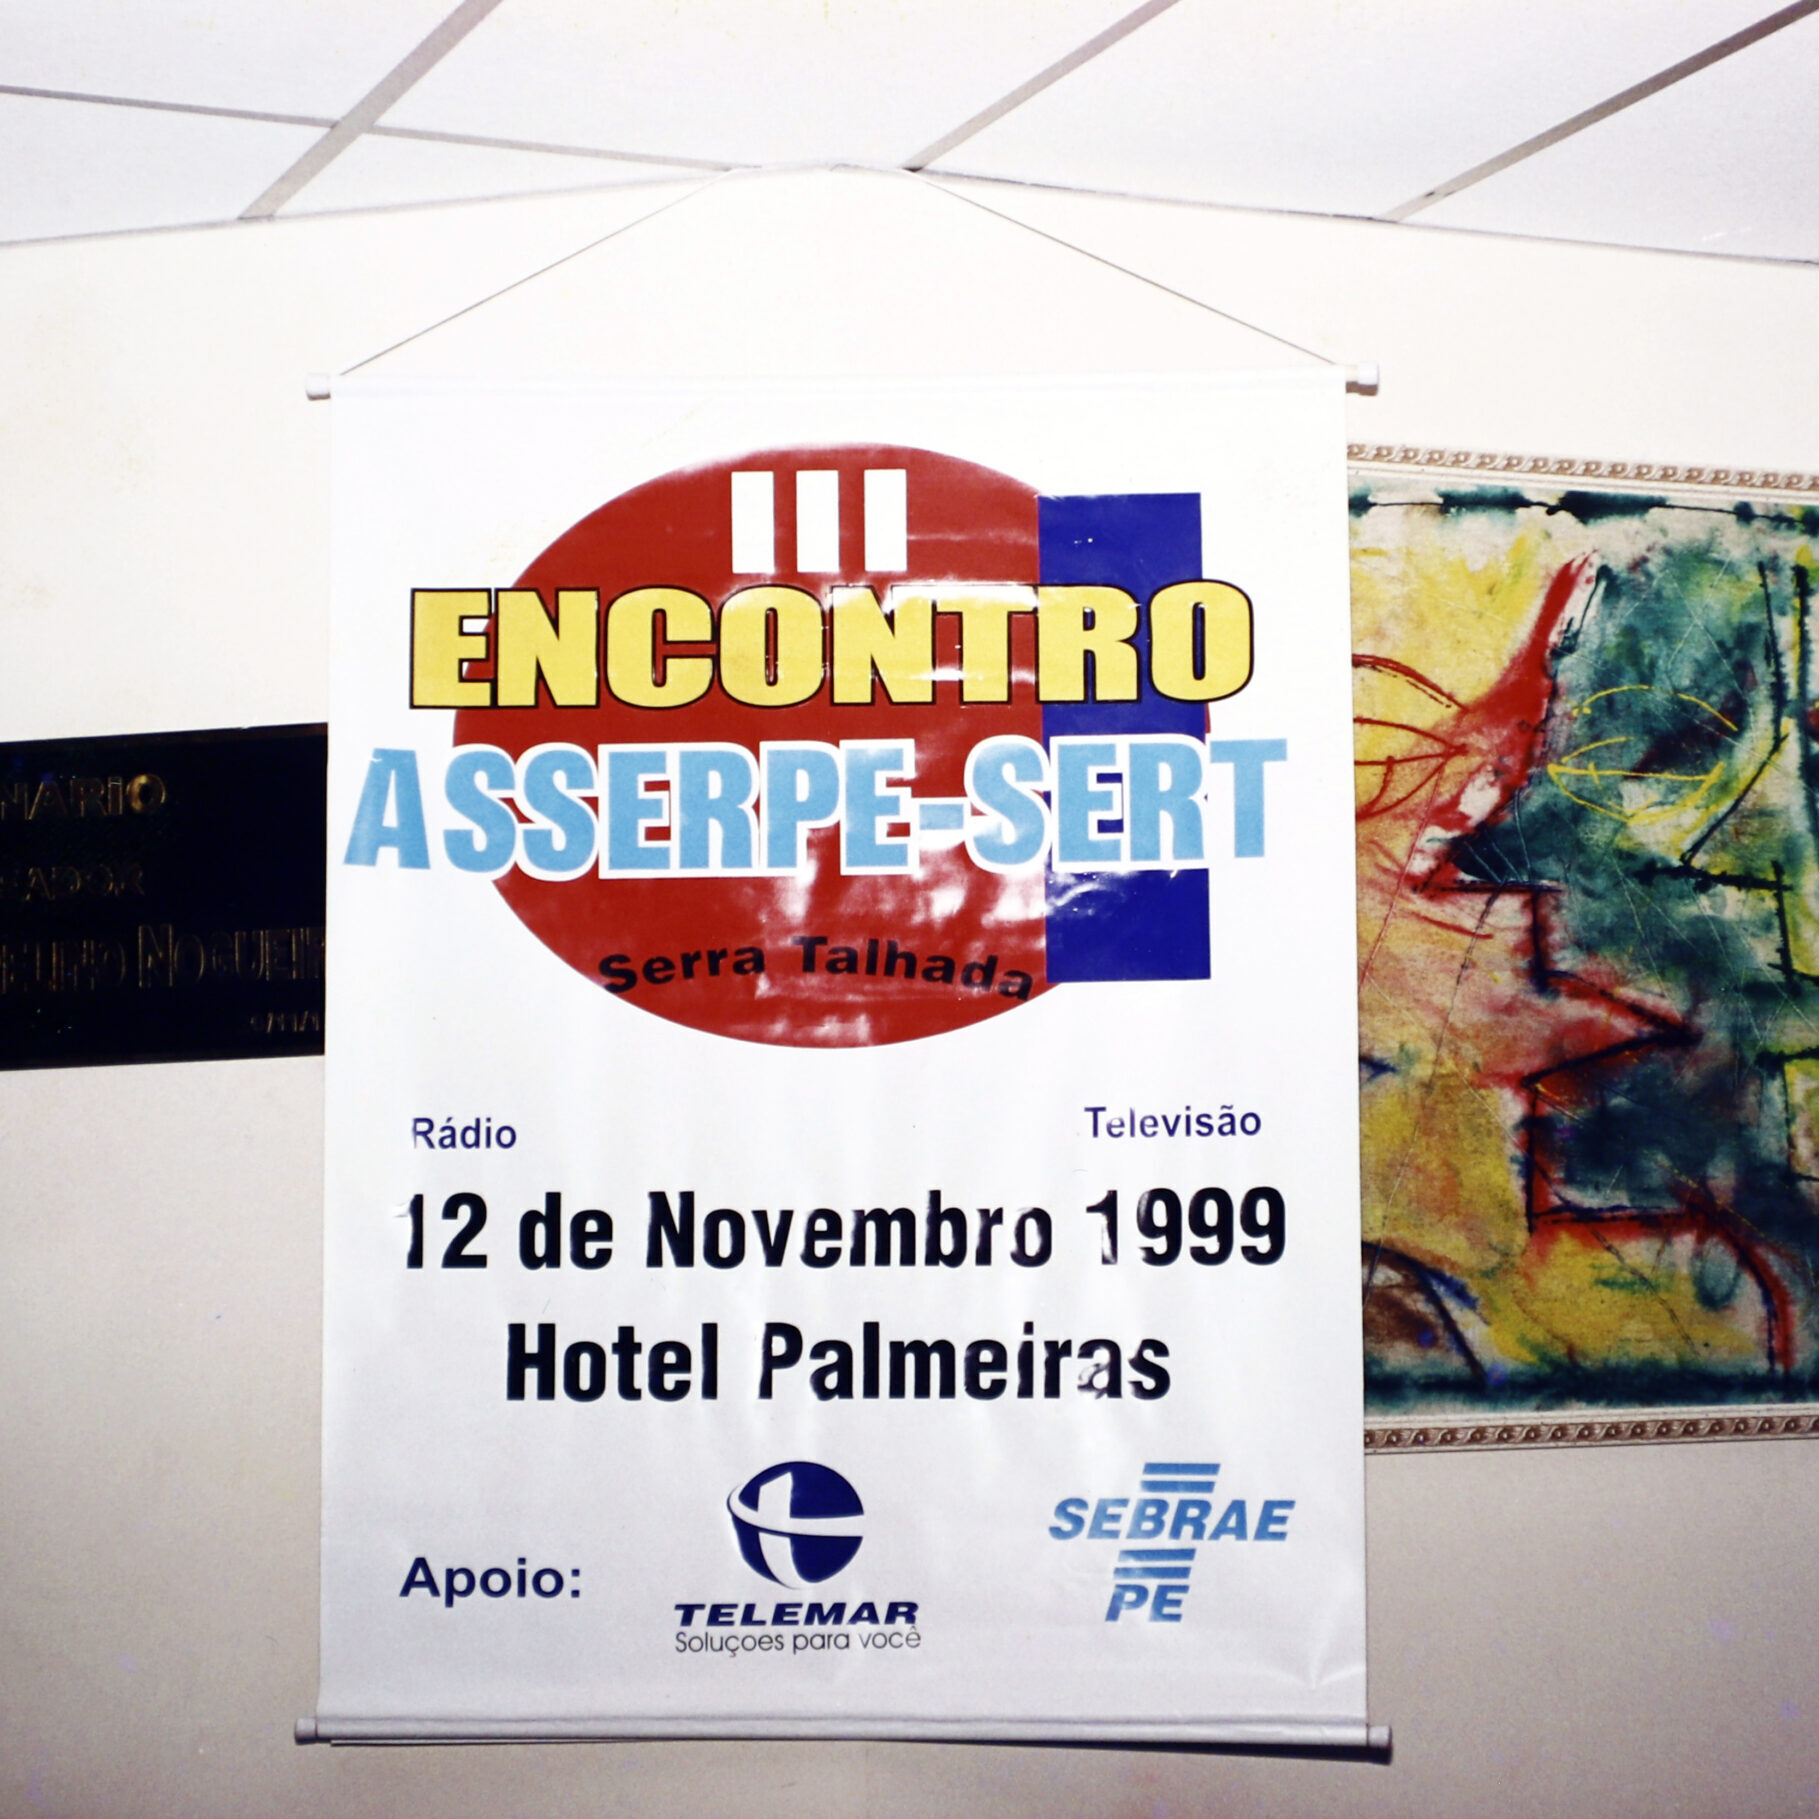 III
ENCONTRO
ASSERPE-SERT
Serra Talhada
Rádio
Televisão
12 de Novembro 1999
Hotel Palmeiras
Apoio:
TELEMAR
Soluçoes para você
SEBRAE
PE
NÁRIO